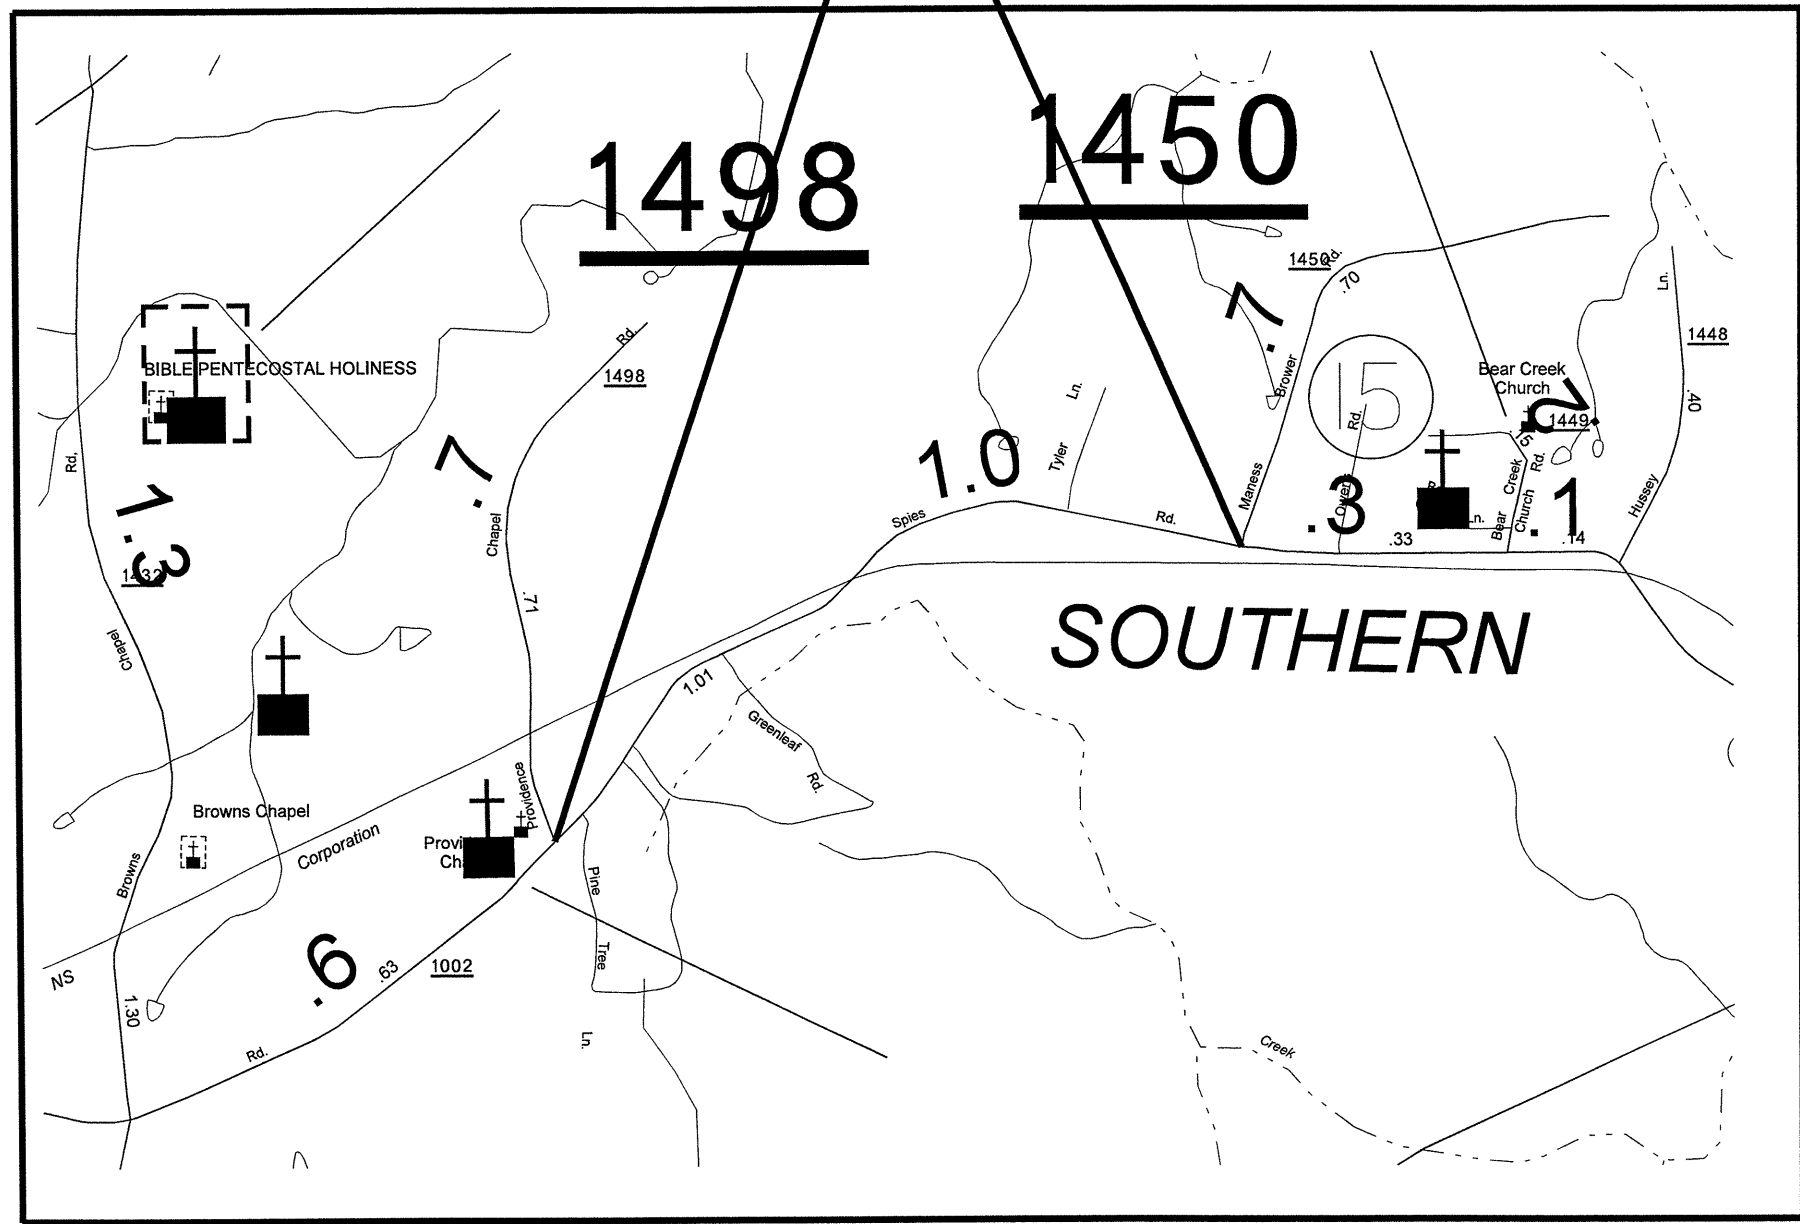 1450
1498
1450
Rd.
.70
Ln.
1448
Rd.
1498
.7
Brower
15
Rd.
Bear Creek
Church
.2
1449
.15
.40
BIBLE PENTECOSTAL HOLINESS
Rd.
.7
1.0
Tyler
Ln.
Maness
Owens
.3
Ln.
Creek
Rd.
Bear
Church
.1
.14
.33
Hussey
1.3
1432
Chapel
Chapel
.71
Spies
Rd.
SOUTHERN
1.01
Greenleaf
Rd.
Providence
Browns Chapel
Corporation
Browns
Pine
Tree
Ln.
NS
.6
.63
1002
1.30
Rd.
Creek